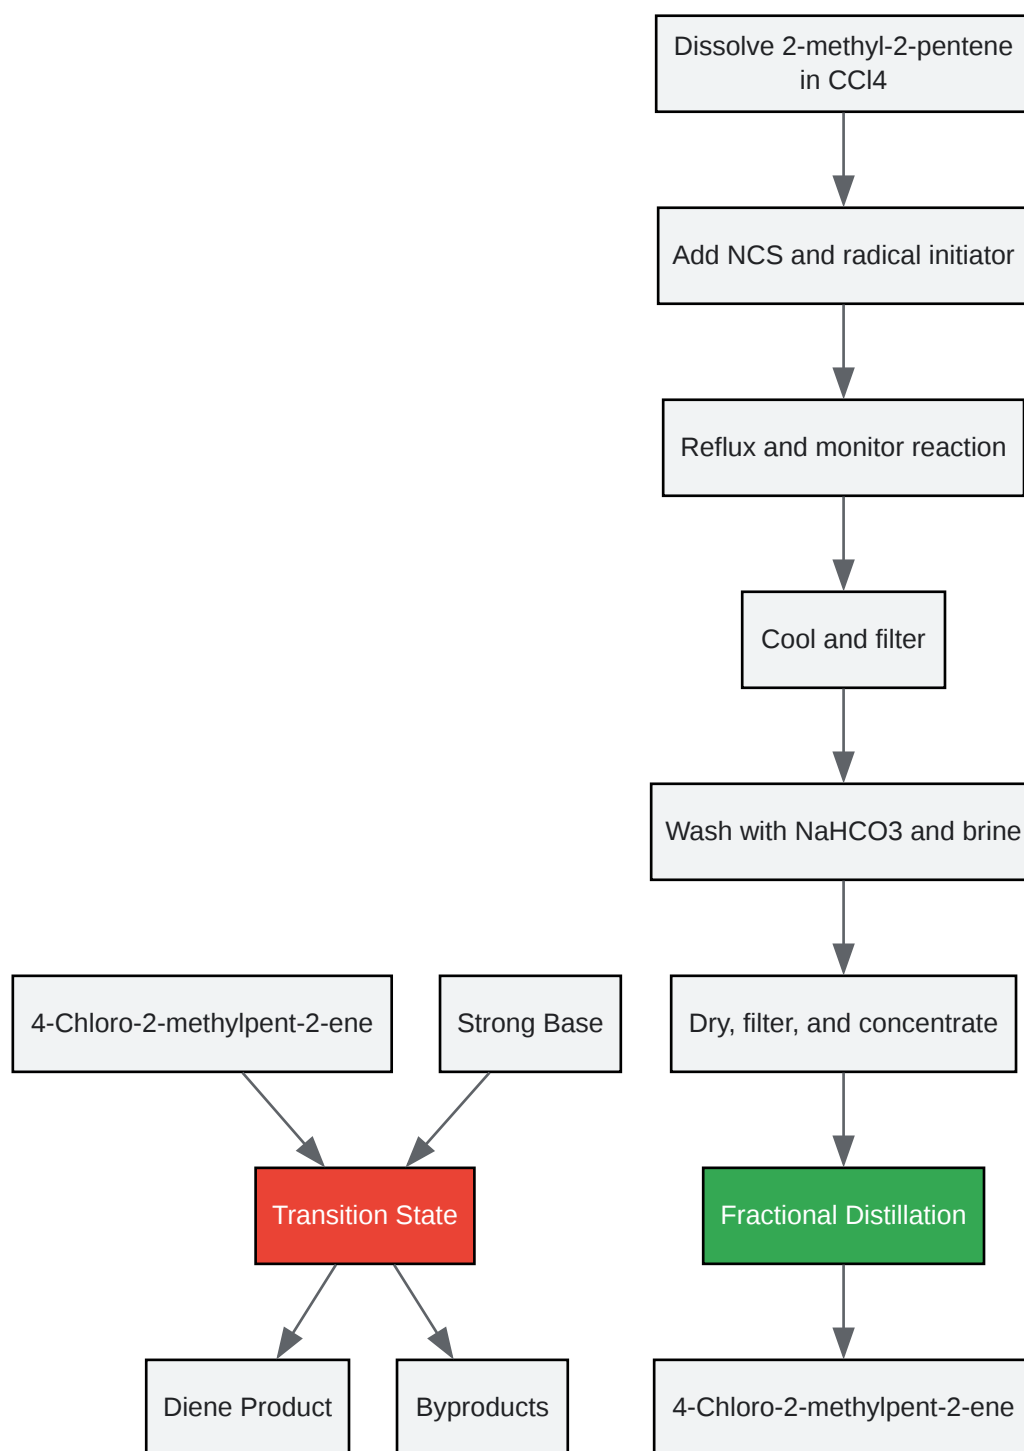 Dissolve 2-methyl-2-pentene
in CCl4
Add NCS and radical initiator
Reflux and monitor reaction
Cool and filter
Wash with NaHCO3 and brine
4-Chloro-2-methylpent-2-ene
Strong Base
Dry, filter, and concentrate
Transition State
Fractional Distillation
Diene Product
Byproducts
4-Chloro-2-methylpent-2-ene